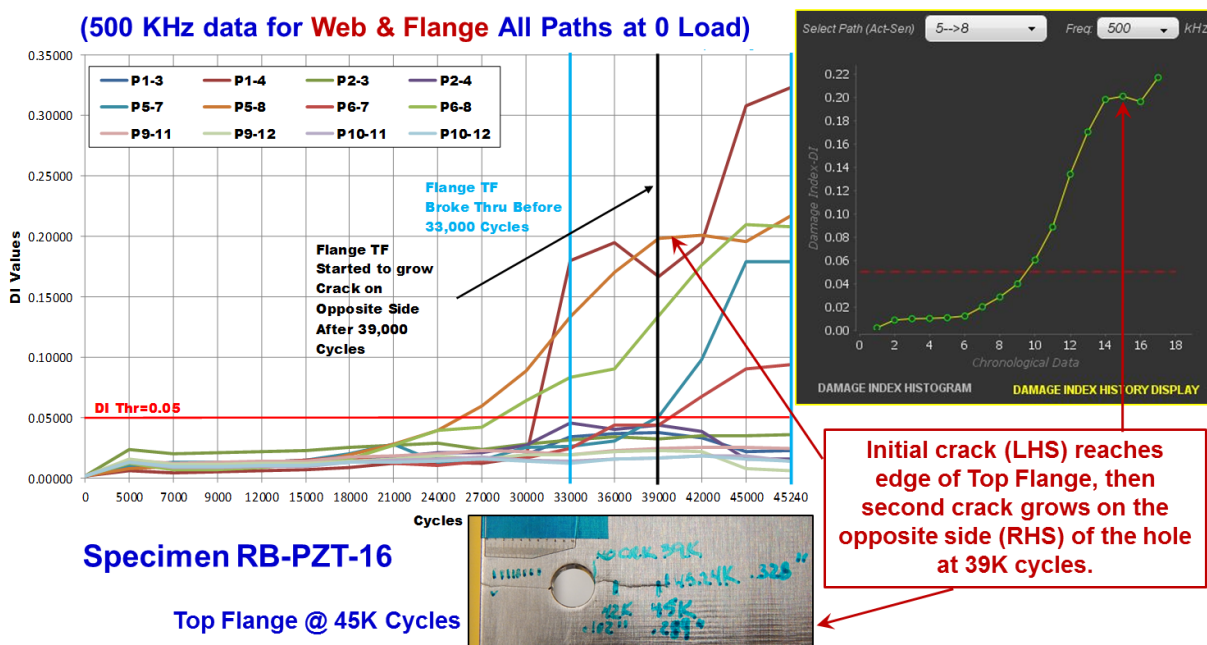 (500 KHz data for Web & Flange All Paths at 0 Load)
DI Values
0.35000
0.30000
0.25000
0.20000
0.15000
0.10000
0.05000
0.00000
P1-3 P1-4 P2-3 P2-4
P5-7 P5-8 P6-7 P6-8
P9-11 P9-12 P10-11 P10-12
Flange TF
Broke Thru Before
33,000 Cycles
Flange TF
Started to grow
Crack on
Opposite Side
After 39,000
Cycles
DI Thr=0.05
0 5000 7000 9000 11000 13000 15000 18000 21000 24000 27000 30000 33000 36000 39000 42000 45000 45240
Cycles
Select Path (Act-Sen) 5-->8 Freq: 500 kHz
Damage Index-DI
0.22
0.20
0.18
0.16
0.14
0.12
0.10
0.08
0.06
0.04
0.02
0.00
0 2 4 6 8 10 12 14 16 18
Chronological Data
DAMAGE INDEX HISTOGRAM DAMAGE INDEX HISTORY DISPLAY
Initial crack (LHS) reaches
edge of Top Flange, then
second crack grows on the
opposite side (RHS) of the hole
at 39K cycles.
Specimen RB-PZT-16
Top Flange @ 45K Cycles
39K
45.24K .328"
42K 45K
.289"